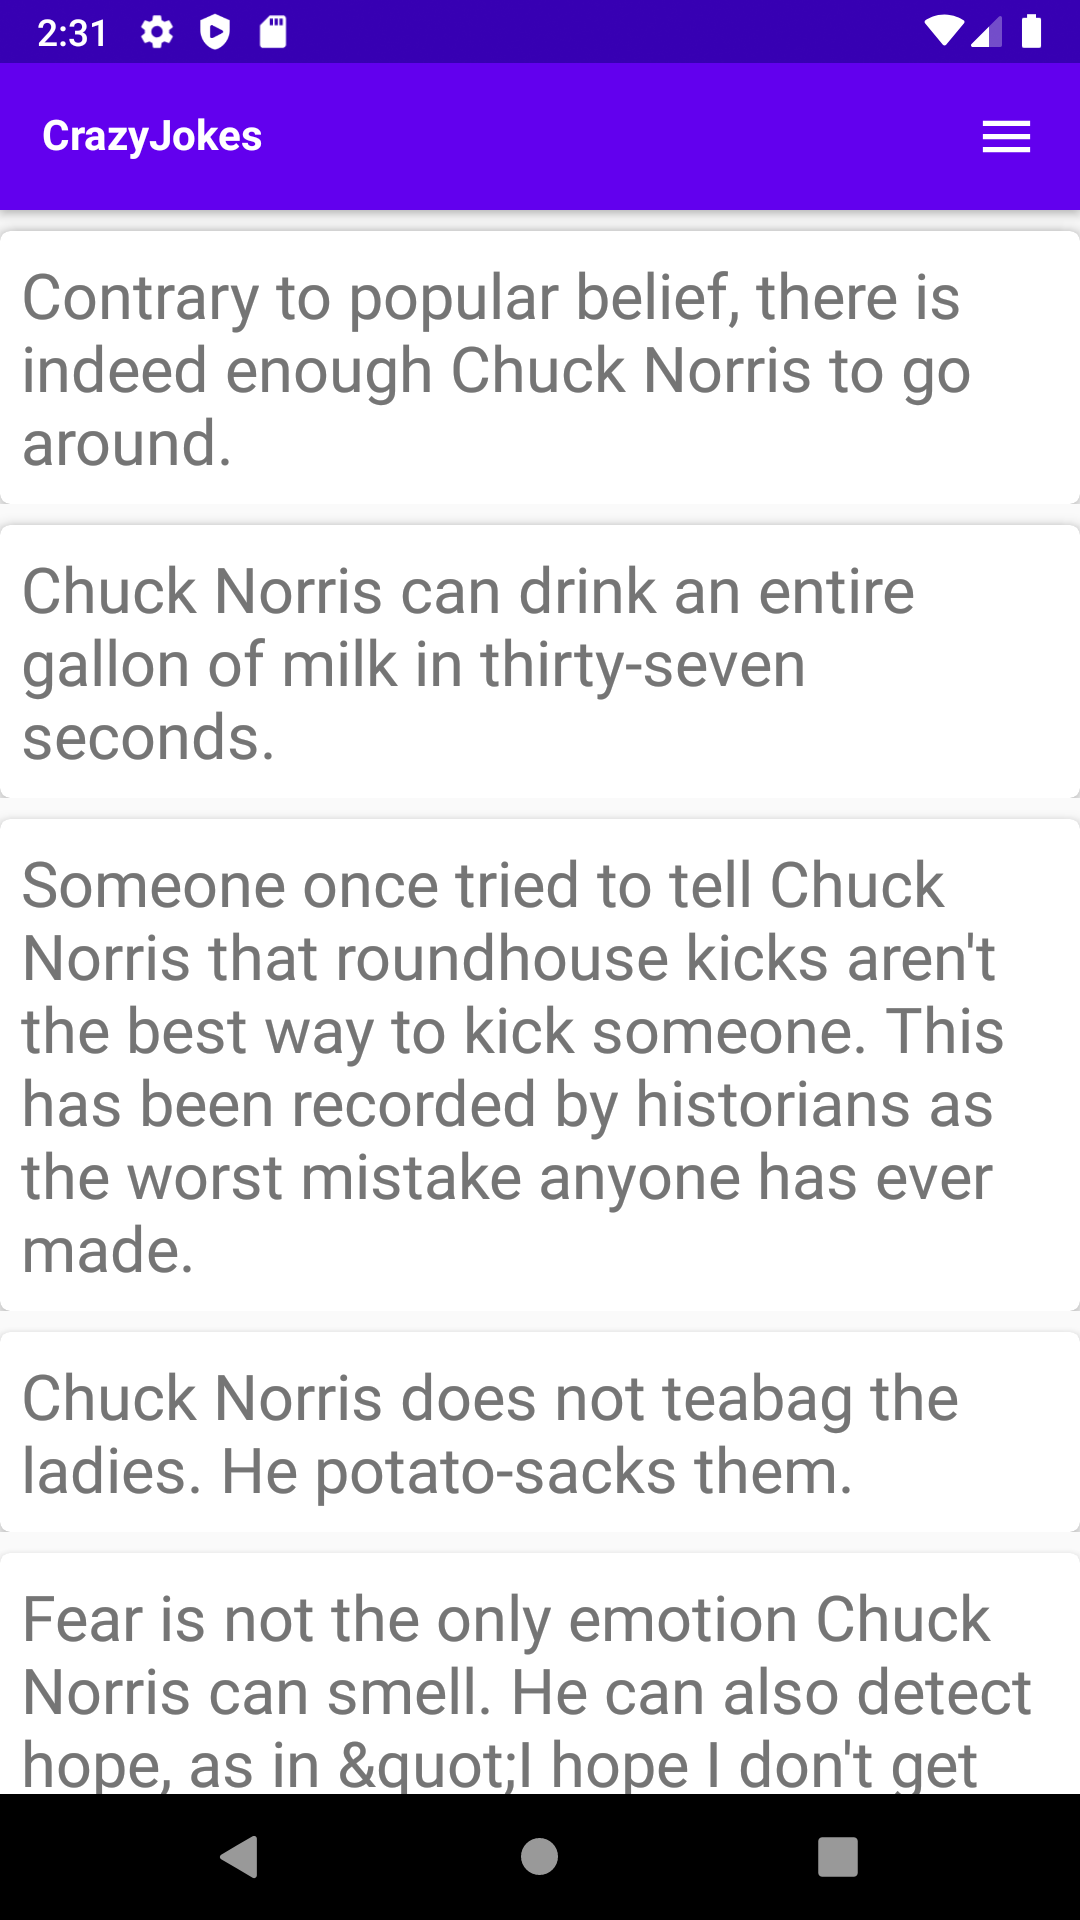 2:31
CrazyJokes
Contrary to popular belief, there is
indeed enough Chuck Norris to go
around.
Chuck Norris can drink an entire
gallon of milk in thirty-seven
seconds.
Someone once tried to tell Chuck
Norris that roundhouse kicks aren't
the best way to kick someone. This
has been recorded by historians as
the worst mistake anyone has ever
made.
Chuck Norris does not teabag the
ladies. He potato-sacks them.
Fear is not the only emotion Chuck
Norris can smell. He can also detect
hope, as in &quot;I hope I don't get